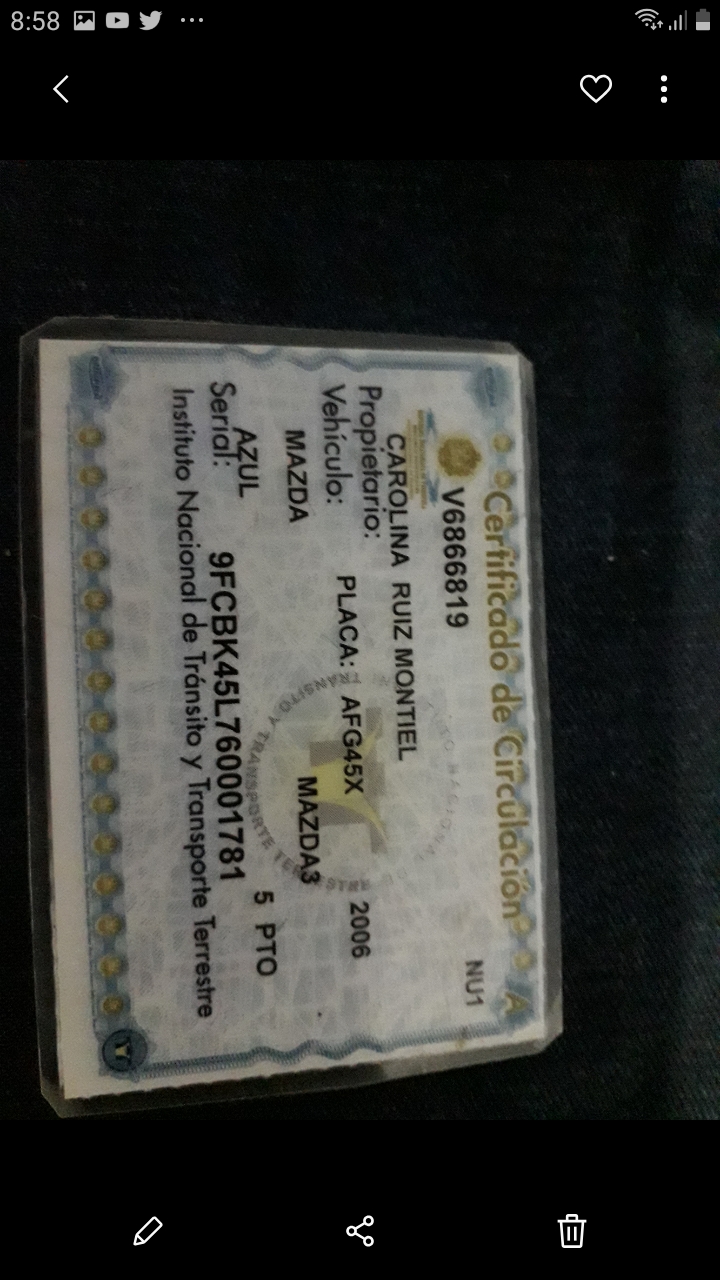 8:58
Certificado de Circulación A
V6866819 NU1
CAROLINA RUIZ MONTIEL
Propietario:
Vehículo: PLACA: AFG45X 2006
MAZDA MAZDA3
AZUL 5 PTO
Serial: 9FCBK45L760001781
Instituto Nacional de Tránsito y Transporte Terrestre
TRÁNSITO Y TRANSPORTE TERRESTRE